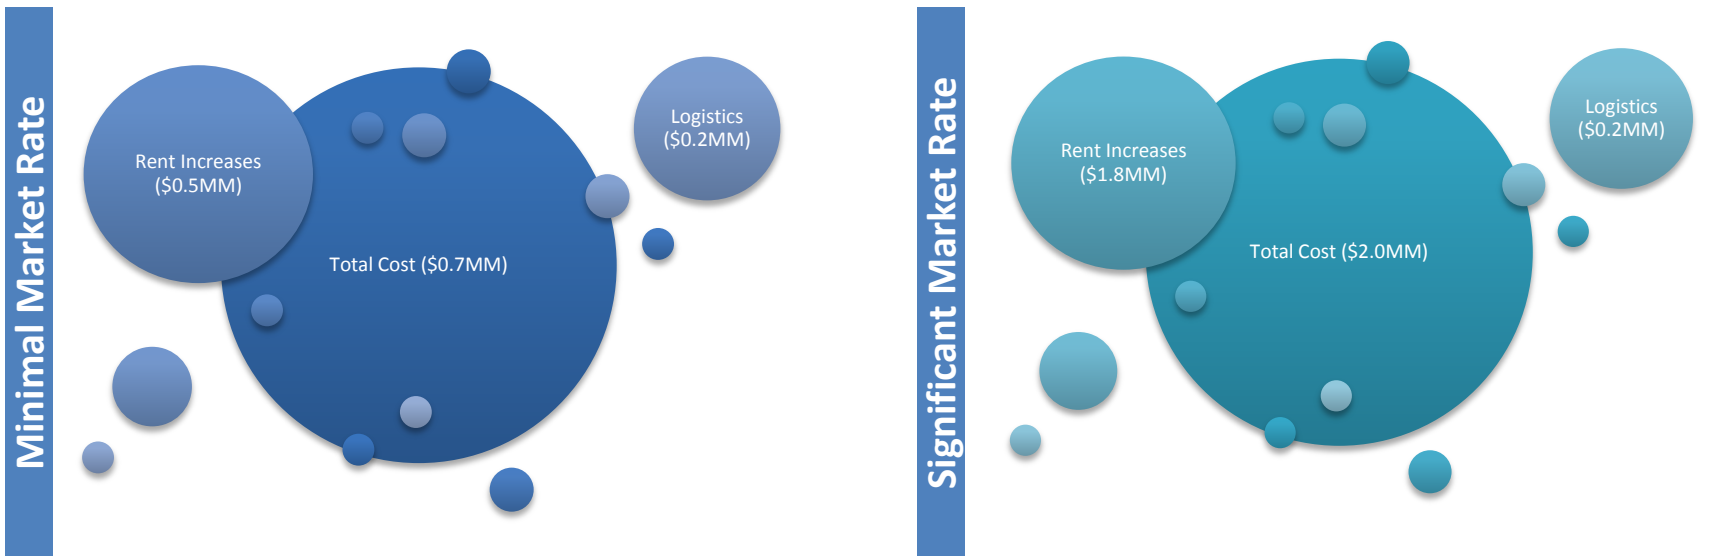 Minimal Market Rate
Rent Increases
($0.5MM)
Total Cost ($0.7MM)
Logistics
($0.2MM)
Significant Market Rate
Rent Increases
($1.8MM)
Total Cost ($2.0MM)
Logistics
($0.2MM)